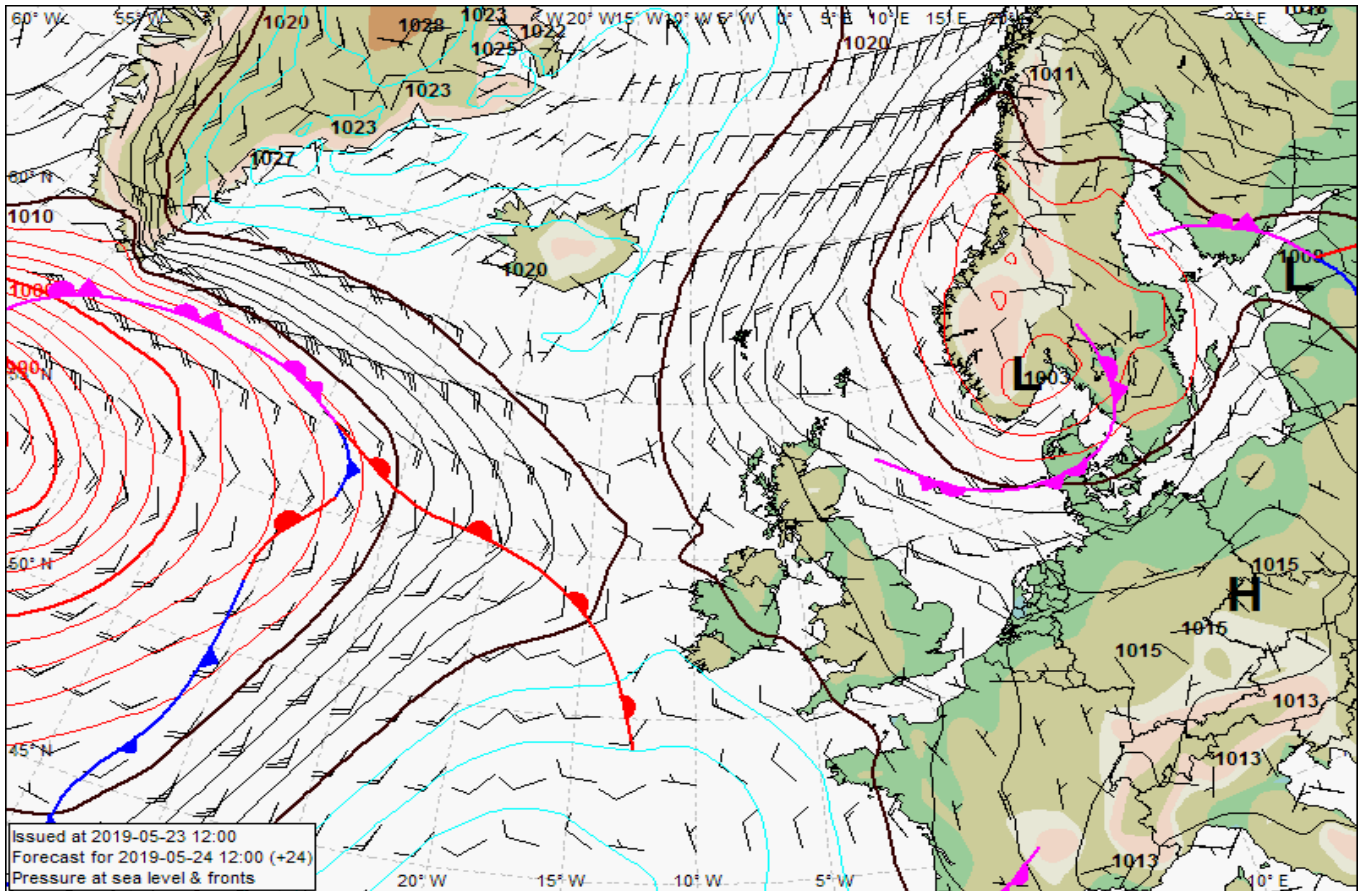 60° W
55° W
1020
1028
1023
1022
1025
W 20° W
15° W
10° W
5° W
0°
5° E
10° E
15° E
25° E
1020
1011
1023
1023
1027
60° N
1010
1020
1009
L
1000
990
L
1003
50° N
1015
H
1015
1015
1013
1013
45° N
1013
Issued at 2019-05-23 12:00
Forecast for 2019-05-24 12:00 (+24)
Pressure at sea level & fronts
20° W
15° W
10° W
5° W
10° E